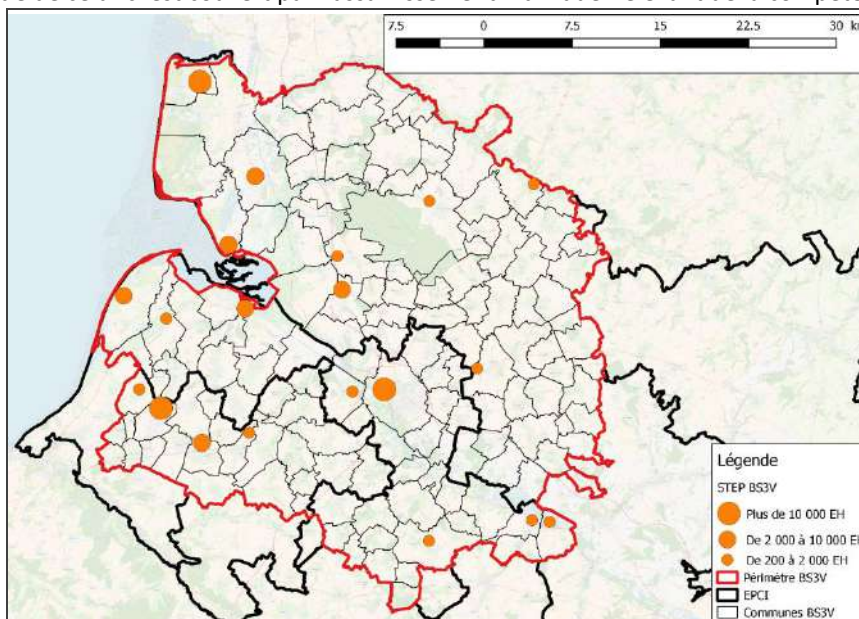 7.5 0 7.5 15 22.5 30 k
Légende
STEP BS3V
Plus de 10 000 EH
De 2 000 à 10 000 EH
De 200 à 2 000 EH
Périmètre BS3V
EPCI
Communes BS3V